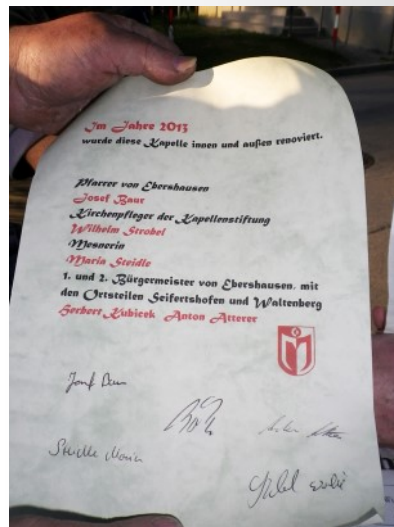 Im Jahre 2013
wurde diese Kapelle innen und außen renoviert.
Pfarrer von Ebershausen
Josef Baur
Kirchenpfleger der Kapellenstiftung
Wilhelm Strobel
Mesnerin
Maria Steidle
1. und 2. Bürgermeister von Ebershausen, mit
den Ortsteilen Seifertshofen und Waltenberg
Herbert Kubicek Anton Atterer
Josef Baur
Steidle Maria